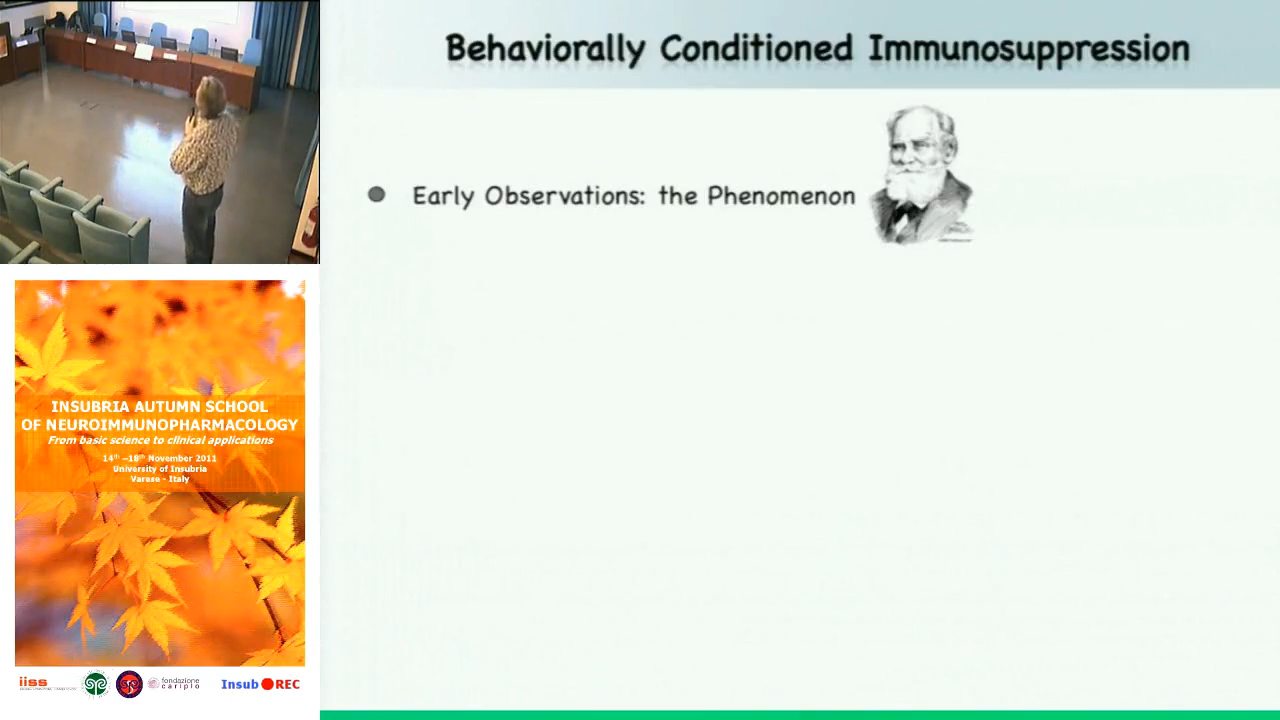 Behaviorally Conditioned Immunosuppression
Early Observations: the Phenomenon
INSUBRIA AUTUMN SCHOOL
OF NEUROIMMUNOPHARMACOLOGY
From basic science to clinical applications
14th –18th November 2011
University of Insubria
Varese - Italy
iiss
fondazione
cariplo
Insub REC